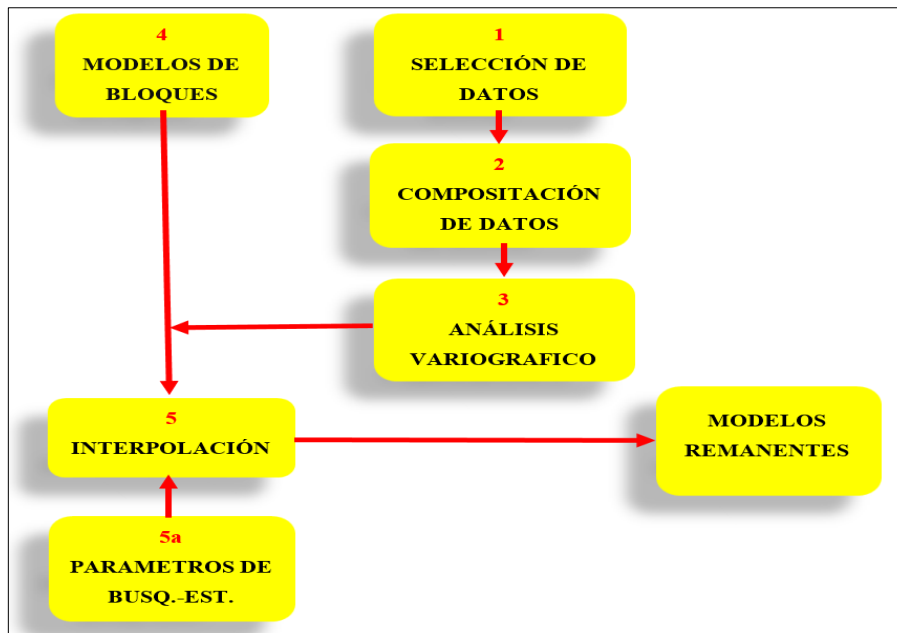 4
MODELOS DE
BLOQUES
1
SELECCIÓN DE
DATOS
2
COMPOSITACIÓN
DE DATOS
3
ANÁLISIS
VARIOGRAFICO
5
INTERPOLACIÓN
MODELOS
REMANENTES
5a
PARAMETROS DE
BUSQ.-EST.